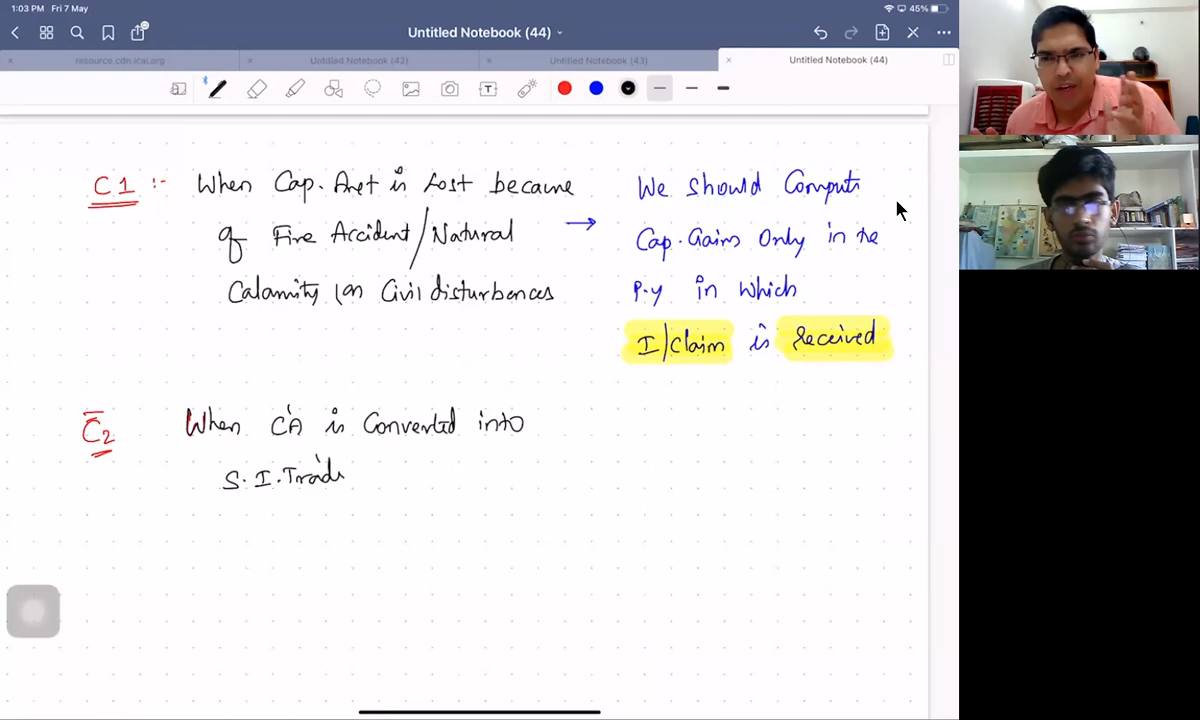 1:03 PM Fri 7 May
45%
Untitled Notebook (44)
resource.cdn.icai.org
Untitled Notebook (42)
Untitled Notebook (43)
Untitled Notebook (44)
C1 :- When Cap. Asset is Lost because
of Fire Accident/Natural
Calamity (or Civil disturbances
→
We Should Compute
Cap. Gains Only in the
P.y in which
I/Claim is received
C2 When CA is Converted into
S.I.Trade